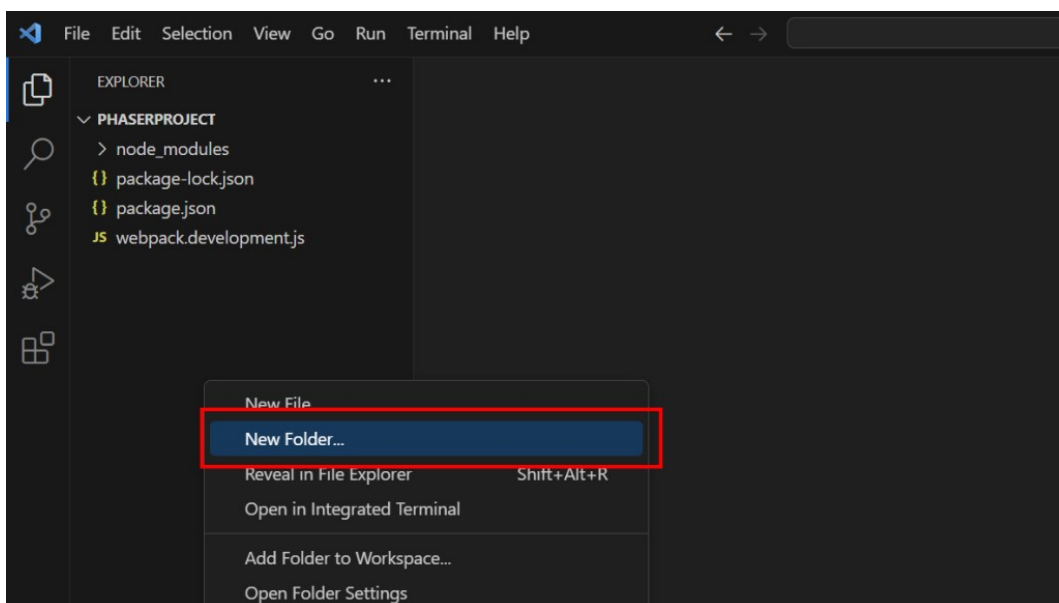 File Edit Selection View Go Run Terminal Help
EXPLORER
PHASERPROJECT
node_modules
{} package-lock.json
{} package.json
JS webpack.development.js
New File
New Folder...
Reveal in File Explorer Shift+Alt+R
Open in Integrated Terminal
Add Folder to Workspace...
Open Folder Settings